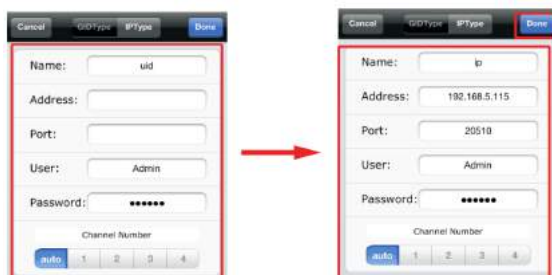 Cancel GIDType IPType Done
Name: uid
Address:
Port:
User: Admin
Password: ••••••
Channel Number
auto 1 2 3 4
Cancel GIDType IPType Done
Name: ip
Address: 192.168.5.115
Port: 20510
User: Admin
Password: ••••••
Channel Number
auto 1 2 3 4